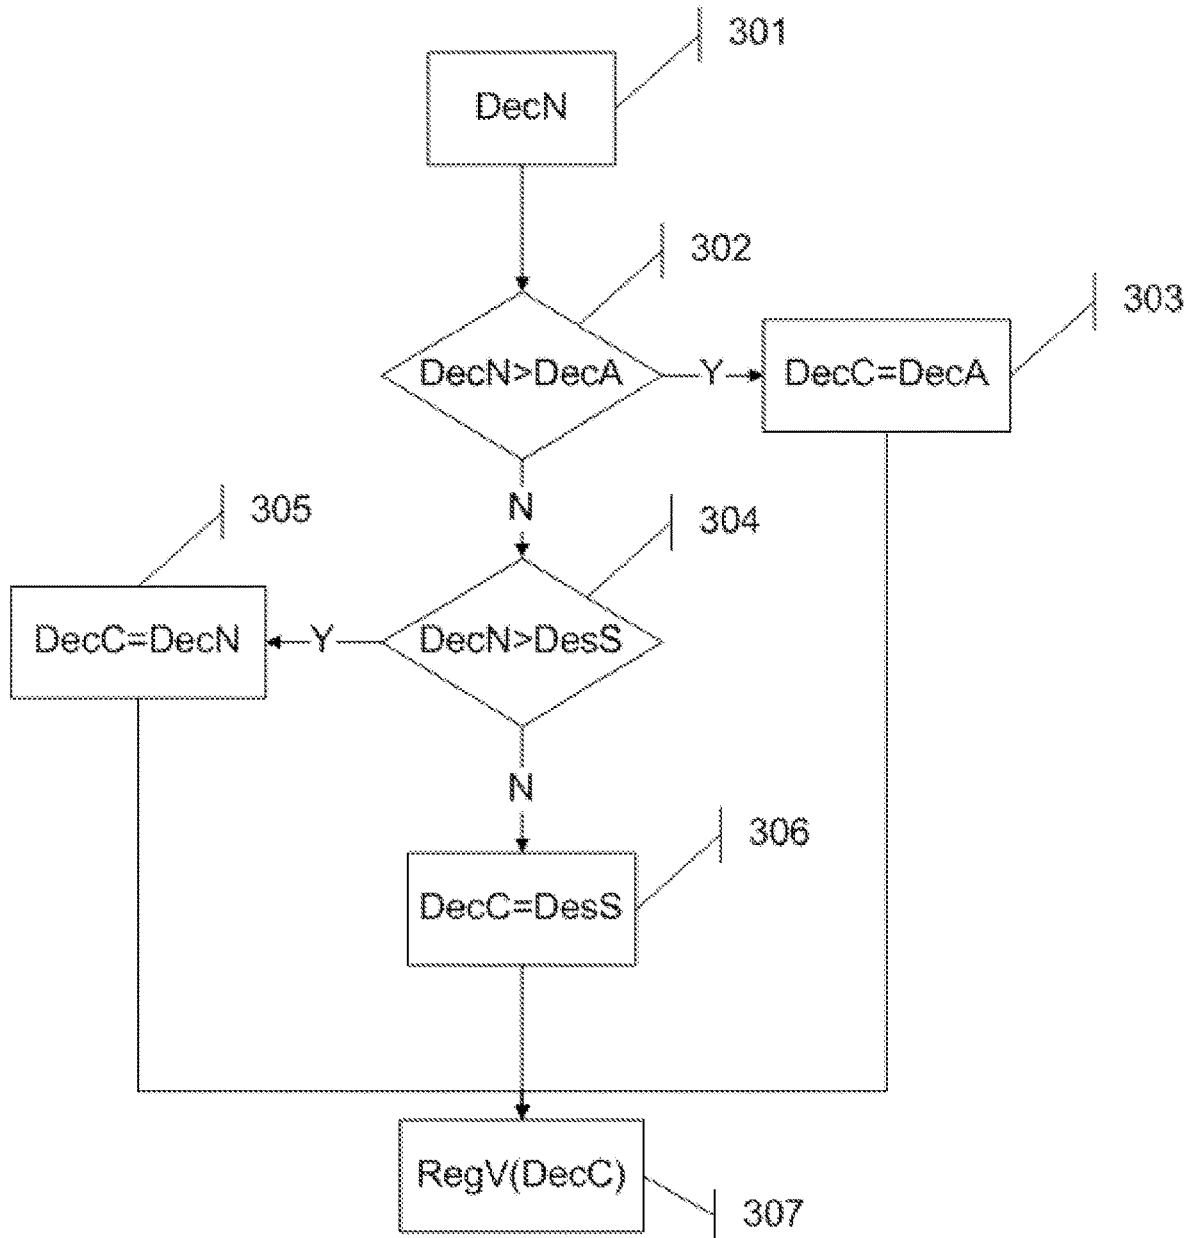 301
DecN
302
303
DecN>DecA
Y
DecC=DecA
N
305
304
DecC=DecN
Y
DecN>DesS
N
306
DecC=DesS
RegV(DecC)
307